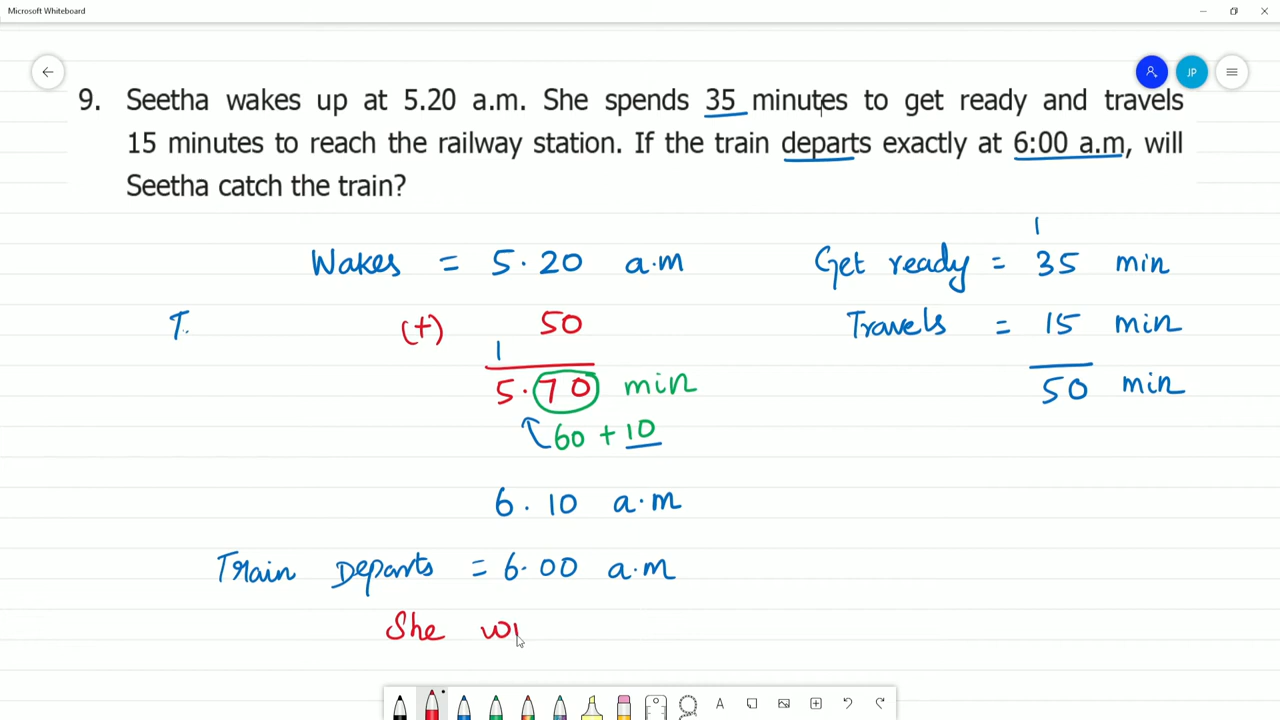 Microsoft Whiteboard
JP
9. Seetha wakes up at 5.20 a.m. She spends 35 minutes to get ready and travels
15 minutes to reach the railway station. If the train departs exactly at 6:00 a.m, will
Seetha catch the train?
Wakes = 5.20 a.m
T.
(+) 50
1
5.70 min
60 + 10
6.10 a.m
Train Departs = 6.00 a.m
She wi
1
Get ready = 35 min
Travels = 15 min
50 min
A